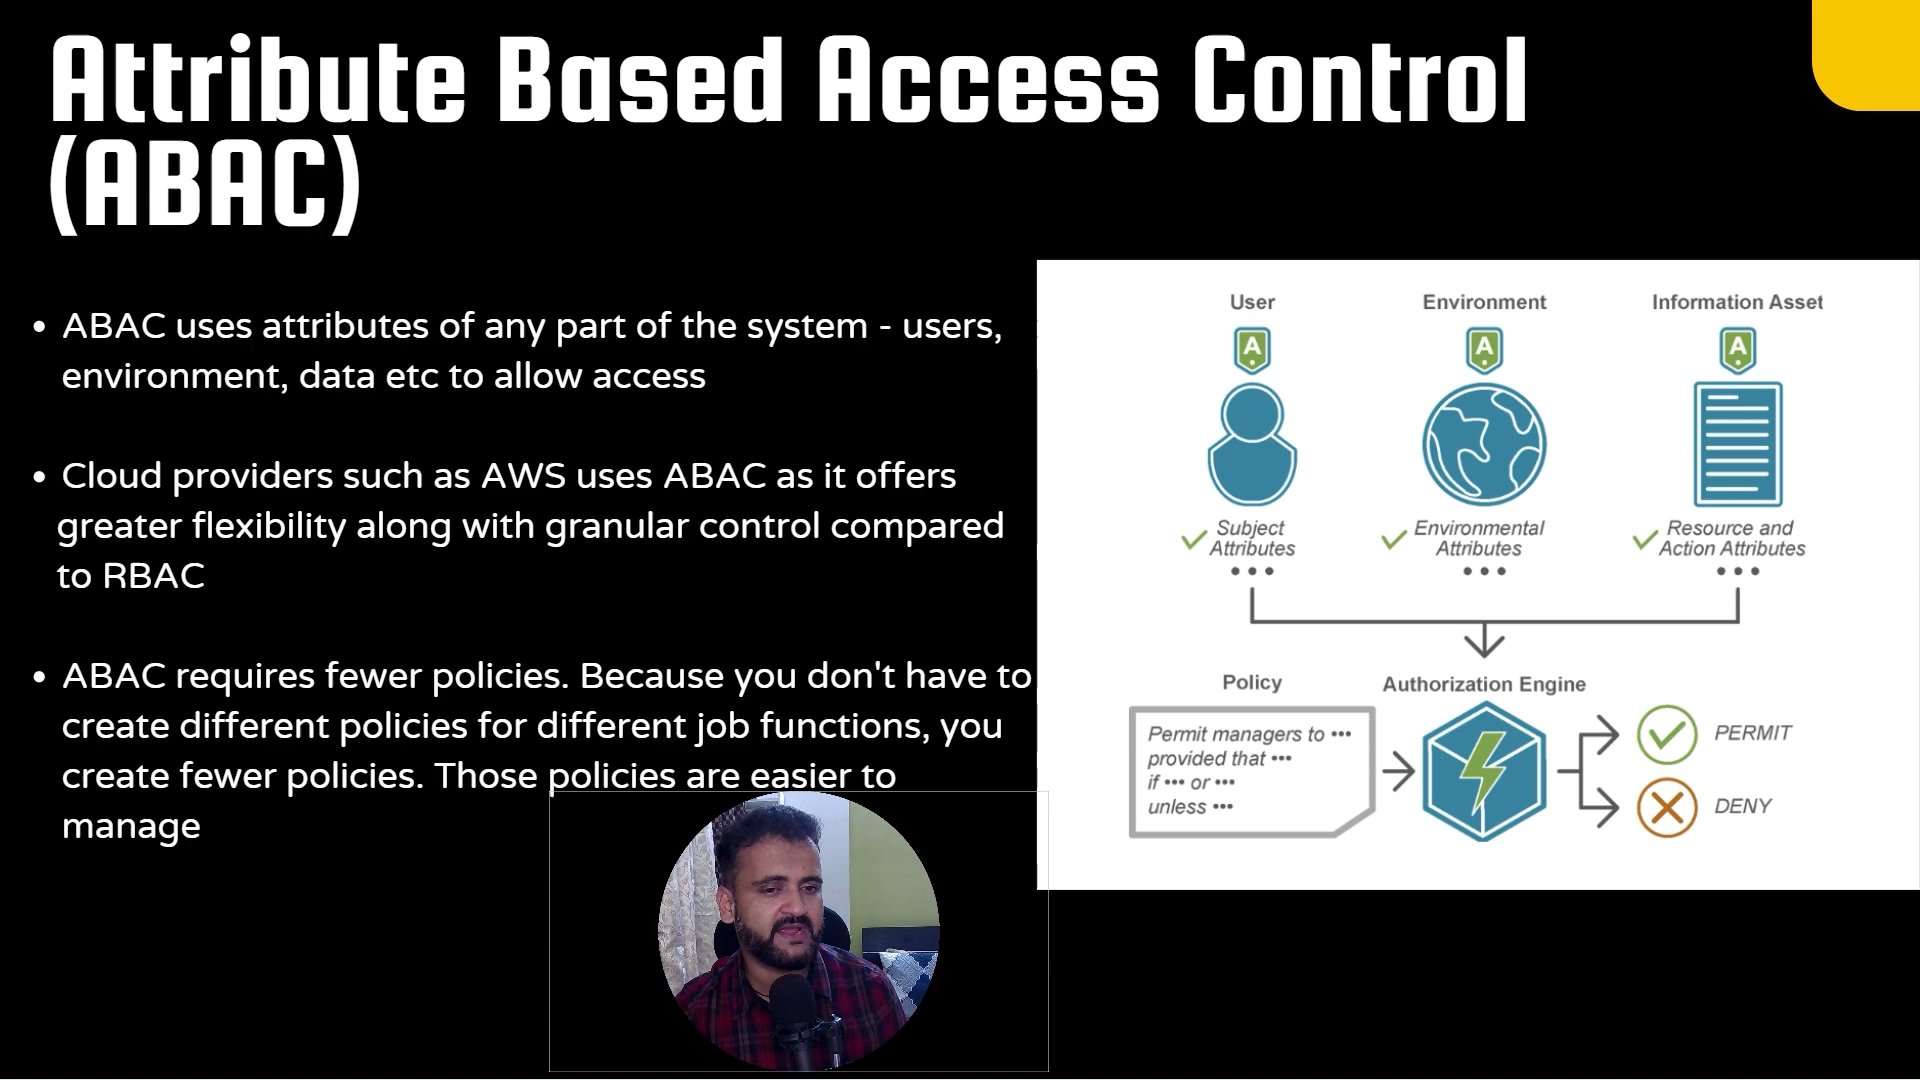 Attribute Based Access Control
(ABAC)
• ABAC uses attributes of any part of the system - users,
environment, data etc to allow access
• Cloud providers such as AWS uses ABAC as it offers
greater flexibility along with granular control compared
to RBAC
• ABAC requires fewer policies. Because you don't have to
create different policies for different job functions, you
create fewer policies. Those policies are easier to
manage
User
Environment
Information Asset
A
A
A
Subject
Attributes
•••
Environmental
Attributes
•••
Resource and
Action Attributes
•••
Policy
Permit managers to •••
provided that •••
if ••• or •••
unless •••
Authorization Engine
PERMIT
DENY